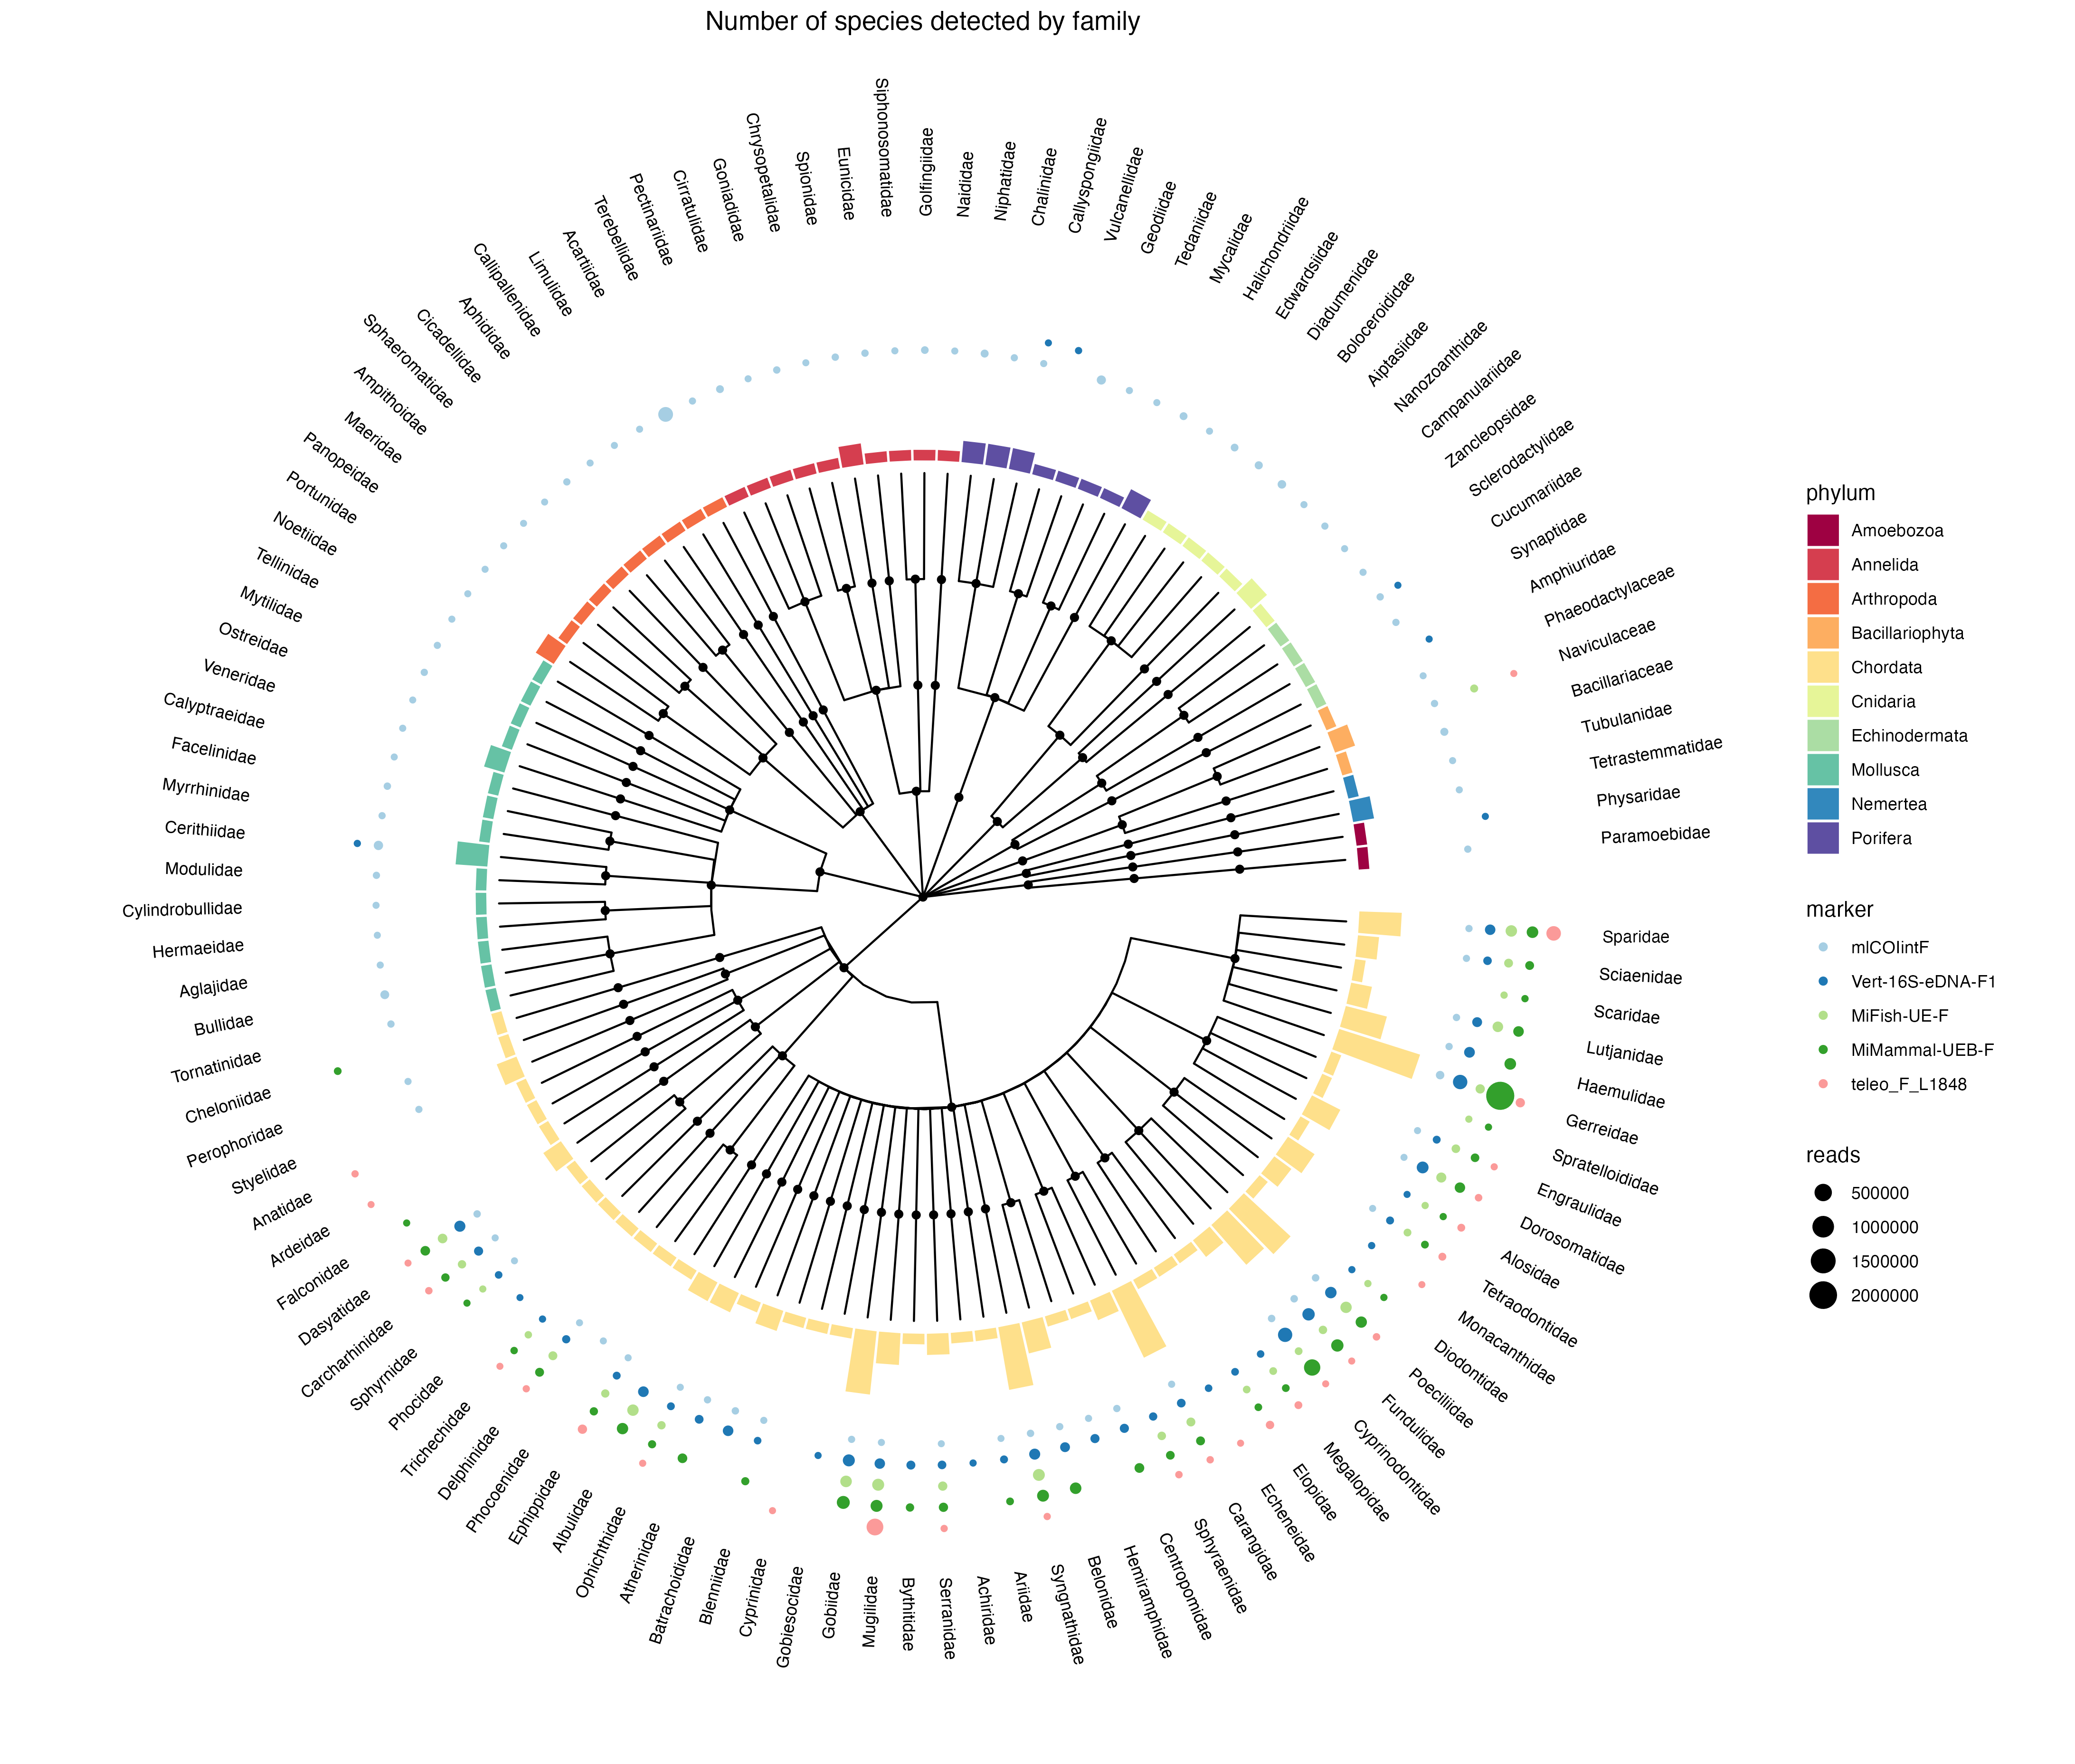 Number of species detected by family
Siphonosomatidae
Golfingiidae
Naididae
Niphatidae
Chalinidae
Callyspongiidae
Vulcanellidae
Geodiidae
Tedaniidae
Mycalidae
Halichondriidae
Edwardsiidae
Diadumenidae
Boloceroididae
Aiptasiidae
Nanozoanthidae
Campanulariidae
Zancleopsidae
Sclerodactylidae
Cucumariidae
Synaptidae
Amphiuridae
Phaeodactylaceae
Naviculaceae
Bacillariaceae
Tubulanidae
Tetrastemmatidae
Physaridae
Paramoebidae
Sparidae
Sciaenidae
Scaridae
Lutjanidae
Haemulidae
Gerreidae
Spratelloididae
Engraulidae
Dorosomatidae
Alosidae
Tetraodontidae
Monacanthidae
Diodontidae
Poeciliidae
Fundulidae
Cyprinodontidae
Megalopidae
Elopidae
Echeneidae
Carangidae
Sphyraenidae
Centropomidae
Hemiramphidae
Belonidae
Syngnathidae
Ariidae
Achiridae
Serranidae
Bythitidae
Mugilidae
Gobiidae
Gobiesocidae
Cyprinidae
Blenniidae
Batrachoididae
Atherinidae
Ophichthidae
Albulidae
Ephippidae
Phocoenidae
Delphinidae
Trichechidae
Phocidae
Sphyrnidae
Carcharhinidae
Dasyatidae
Falconidae
Ardeidae
Anatidae
Styelidae
Perophoridae
Cheloniidae
Tornatinidae
Bullidae
Aglajidae
Hermaeidae
Cylindrobullidae
Modulidae
Cerithiidae
Myrrhinidae
Facelinidae
Calyptraeidae
Veneridae
Ostreidae
Mytilidae
Tellinidae
Noetiidae
Portunidae
Panopeidae
Maeridae
Ampithoidae
Sphaeromatidae
Cicadellidae
Aphididae
Callipallenidae
Limulidae
Acartiidae
Terebellidae
Pectinariidae
Cirratulidae
Goniadidae
Chrysopetalidae
Spionidae
Eunicidae
phylum
Amoebozoa
Annelida
Arthropoda
Bacillariophyta
Chordata
Cnidaria
Echinodermata
Mollusca
Nemertea
Porifera
marker
mlCOIintF
Vert-16S-eDNA-F1
MiFish-UE-F
MiMammal-UEB-F
teleo_F_L1848
reads
500000
1000000
1500000
2000000